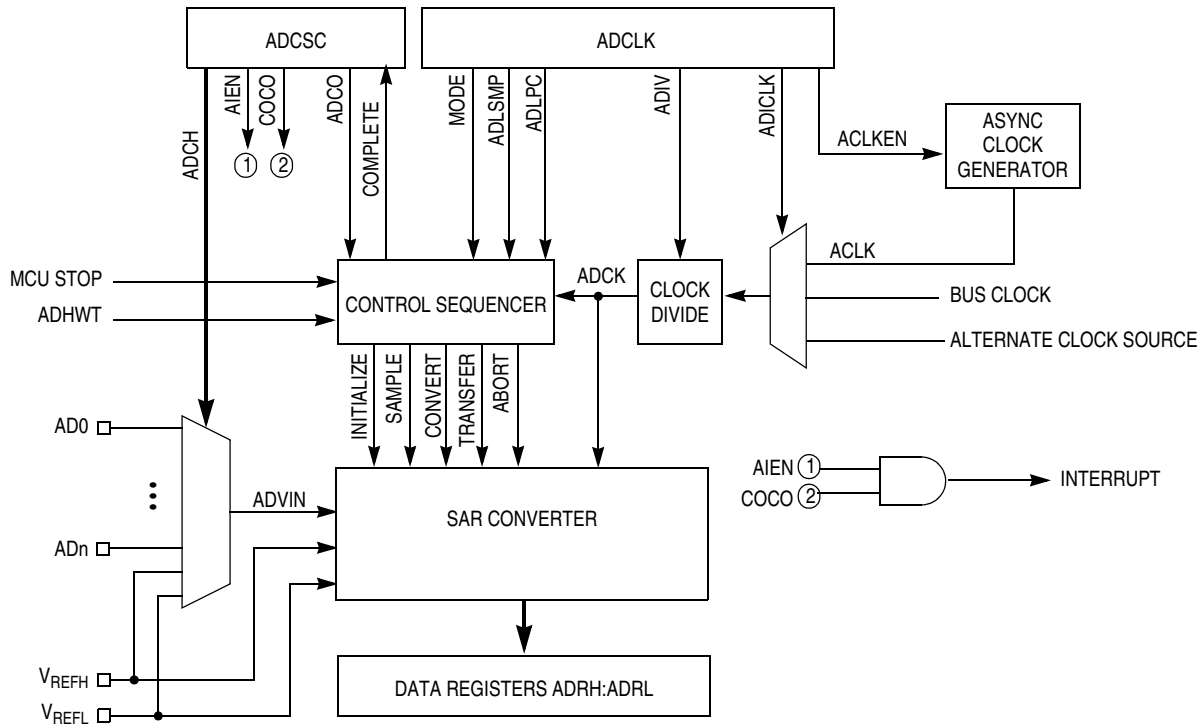 ADCSC
ADCLK
ADCH
AIEN
COCO
ADCO
COMPLETE
MODE
ADLSMP
ADLPC
ADIV
ADICLK
ACLKEN
ASYNC
CLOCK
GENERATOR
1
2
MCU STOP
ADHWT
CONTROL SEQUENCER
ADCK
CLOCK
DIVIDE
ACLK
BUS CLOCK
ALTERNATE CLOCK SOURCE
INITIALIZE
SAMPLE
CONVERT
TRANSFER
ABORT
AD0
•••
ADn
ADVIN
SAR CONVERTER
AIEN 1
COCO 2
INTERRUPT
VREFH
VREFL
DATA REGISTERS ADRH:ADRL